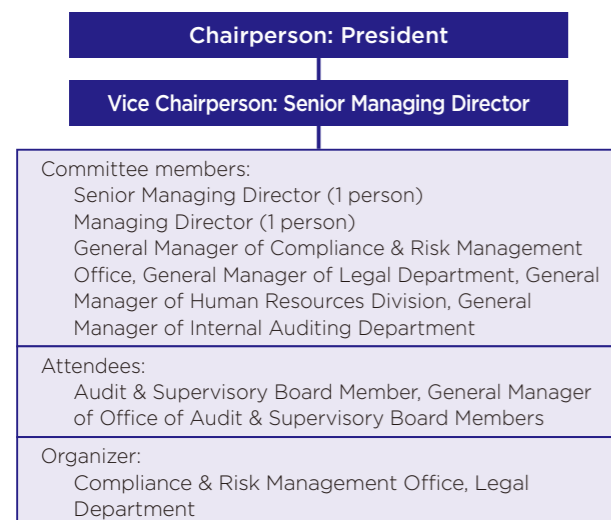 Chairperson: President
Vice Chairperson: Senior Managing Director
Committee members:
Senior Managing Director (1 person)
Managing Director (1 person)
General Manager of Compliance & Risk Management
Office, General Manager of Legal Department, General
Manager of Human Resources Division, General
Manager of Internal Auditing Department
Attendees:
Audit & Supervisory Board Member, General Manager
of Office of Audit & Supervisory Board Members
Organizer:
Compliance & Risk Management Office, Legal
Department